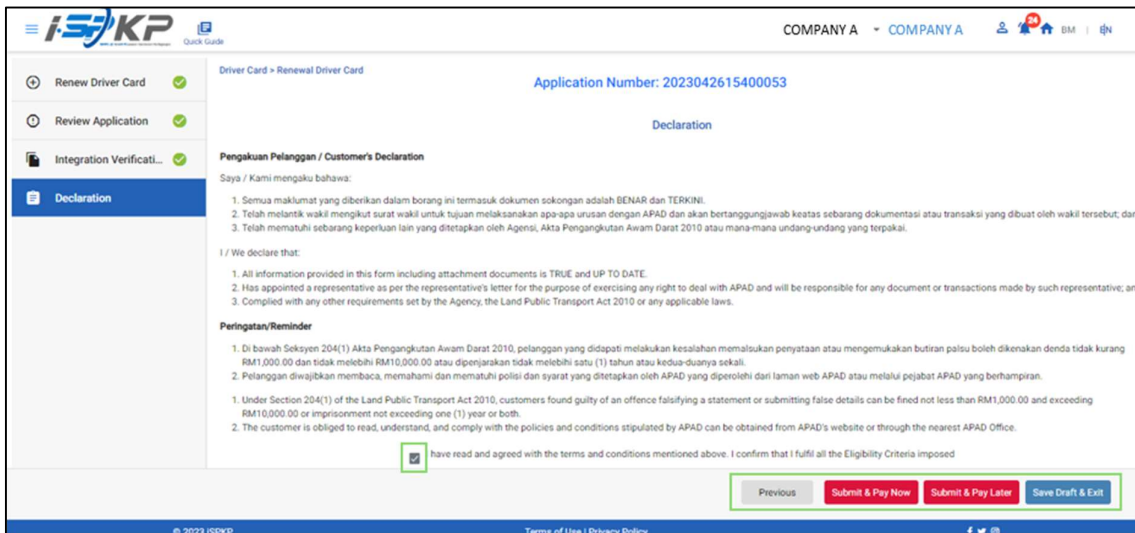 iSPKP
Quick Guide
COMPANY A COMPANY A
24
BM | EN
Renew Driver Card
Review Application
Integration Verificati...
Declaration
Driver Card > Renewal Driver Card
Application Number: 2023042615400053
Declaration
Pengakuan Pelanggan / Customer's Declaration
Saya / Kami mengaku bahawa:
1. Semua maklumat yang diberikan dalam borang ini termasuk dokumen sokongan adalah BENAR dan TERKINI.
2. Telah melantik wakil mengikut surat wakil untuk tujuan melaksanakan apa-apa urusan dengan APAD dan akan bertanggungjawab keatas sebarang dokumentasi atau transaksi yang dibuat oleh wakil tersebut; dan
3. Telah mematuhi sebarang keperluan lain yang ditetapkan oleh Agensi, Akta Pengangkutan Awam Darat 2010 atau mana-mana undang-undang yang terpakai.
I / We declare that:
1. All information provided in this form including attachment documents is TRUE and UP TO DATE.
2. Has appointed a representative as per the representative's letter for the purpose of exercising any right to deal with APAD and will be responsible for any document or transactions made by such representative; an
3. Complied with any other requirements set by the Agency, the Land Public Transport Act 2010 or any applicable laws.
Peringatan/Reminder
1. Di bawah Seksyen 204(1) Akta Pengangkutan Awam Darat 2010, pelanggan yang didapati melakukan kesalahan memalsukan penyataan atau mengemukakan butiran palsu boleh dikenakan denda tidak kurang
RM1,000.00 dan tidak melebihi RM10,000.00 atau dipenjarakan tidak melebihi satu (1) tahun atau kedua-duanya sekali.
2. Pelanggan diwajibkan membaca, memahami dan mematuhi polisi dan syarat yang ditetapkan oleh APAD yang diperolehi dari laman web APAD atau melalui pejabat APAD yang berhampiran.
1. Under Section 204(1) of the Land Public Transport Act 2010, customers found guilty of an offence falsifying a statement or submitting false details can be fined not less than RM1,000.00 and exceeding
RM10,000.00 or imprisonment not exceeding one (1) year or both.
2. The customer is obliged to read, understand, and comply with the policies and conditions stipulated by APAD can be obtained from APAD's website or through the nearest APAD Office.
have read and agreed with the terms and conditions mentioned above. I confirm that I fulfil all the Eligibility Criteria imposed
Previous
Submit & Pay Now
Submit & Pay Later
Save Draft & Exit
© 2023 iSPKP
Terms of Use | Privacy Policy